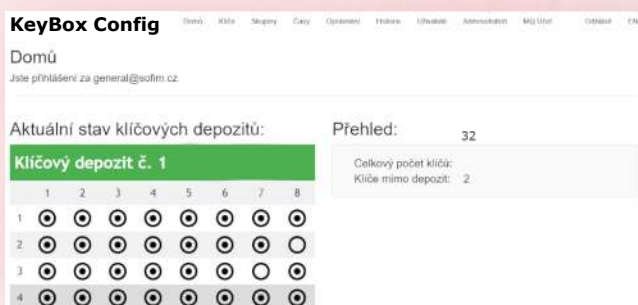 KeyBox Config Domů Klíče Skupiny Časy Oprávnění Historie Uživatelé Administration Můj Účet Odhlásit EN
Domů
Jste přihlášeni za general@sofim.cz
Aktuální stav klíčových depozitů:
Klíčový depozit č. 1
1 2 3 4 5 6 7 8
1
2
3
4
Přehled:
32
Celkový počet klíčů:
Klíče mimo depozit: 2